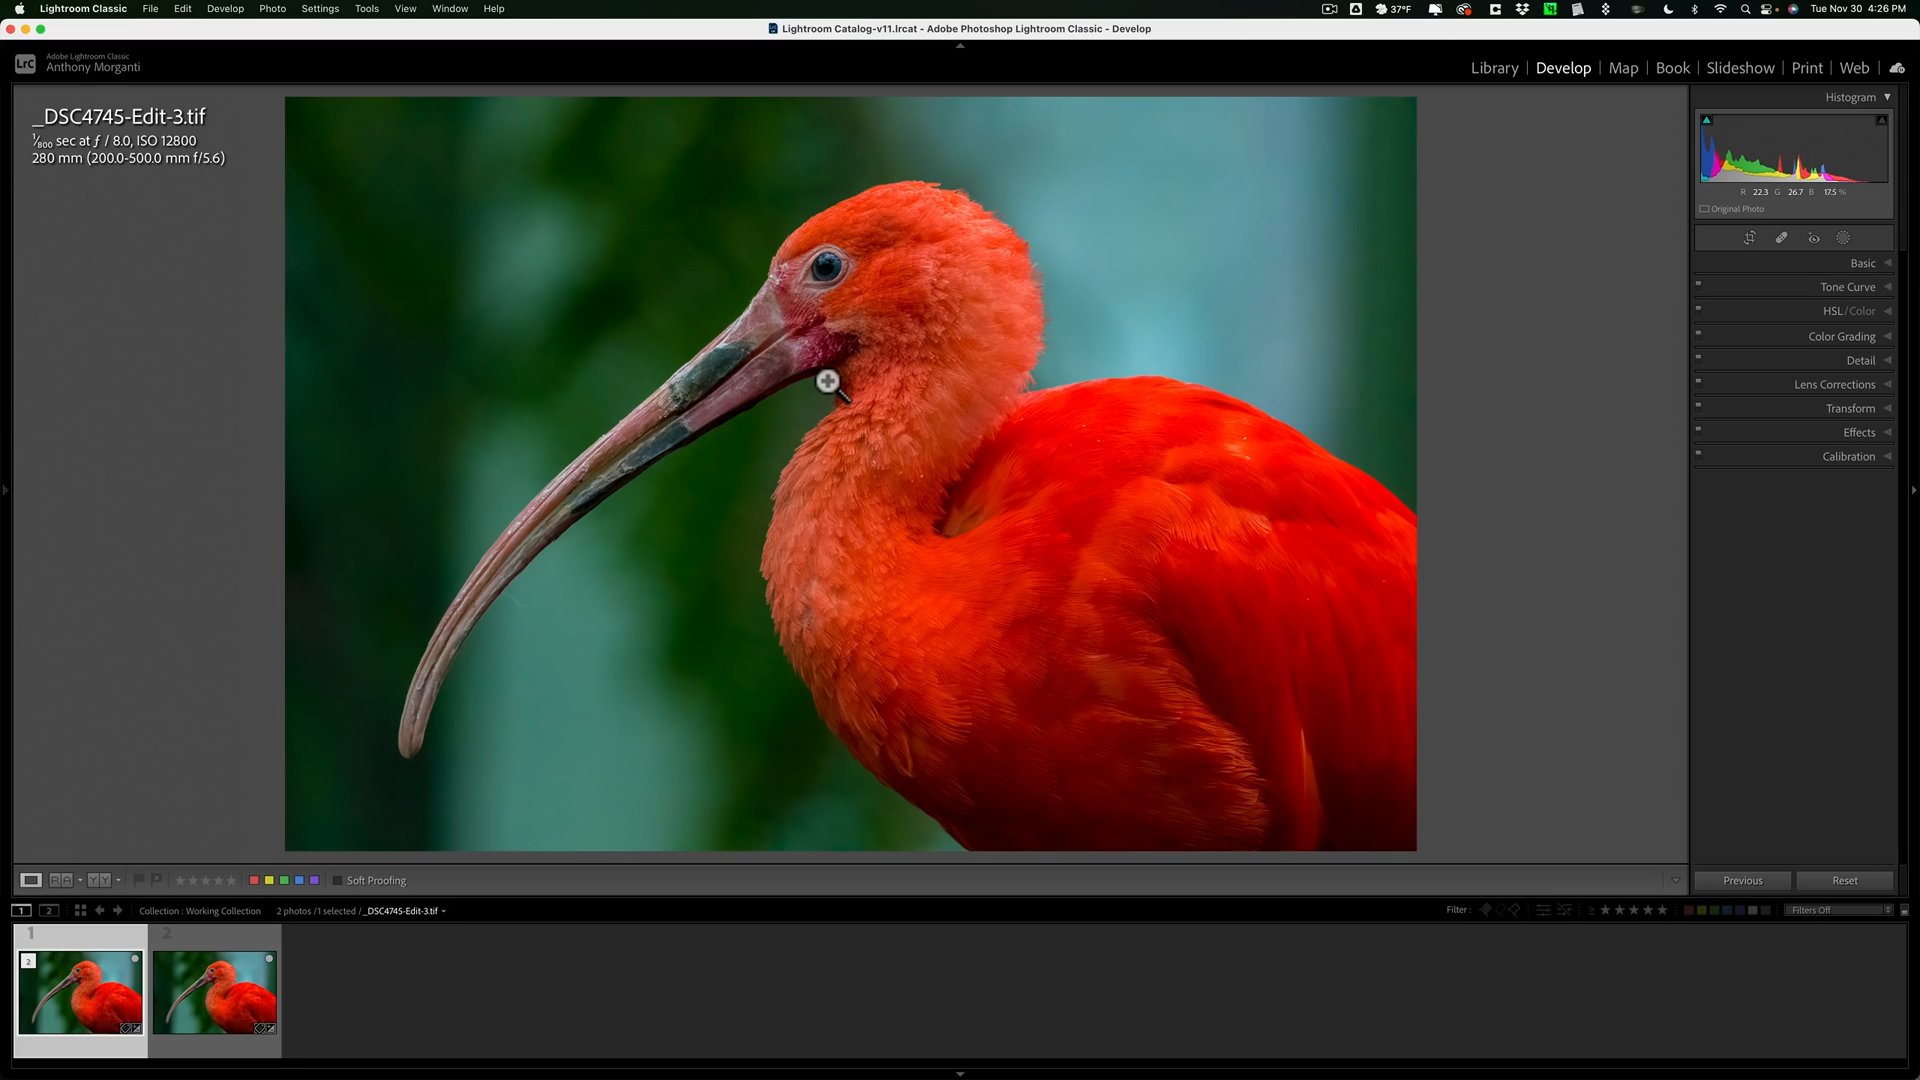 Lightroom Classic File Edit Develop Photo Settings Tools View Window Help
37°F
Tue Nov 30 4:26 PM
Lightroom Catalog-v11.lrcat - Adobe Photoshop Lightroom Classic - Develop
LrC
Adobe Lightroom Classic
Anthony Morganti
Library | Develop | Map | Book | Slideshow | Print | Web
_DSC4745-Edit-3.tif
1/800 sec at ƒ / 8.0, ISO 12800
280 mm (200.0-500.0 mm f/5.6)
Histogram
R 22.3 G 26.7 B 17.5 %
Original Photo
Basic
Tone Curve
HSL / Color
Color Grading
Detail
Lens Corrections
Transform
Effects
Calibration
R A
Y Y
Soft Proofing
Previous
Reset
1 2
Collection : Working Collection 2 photos /1 selected / _DSC4745-Edit-3.tif
Filter :
≥
Filters Off
1 2
2